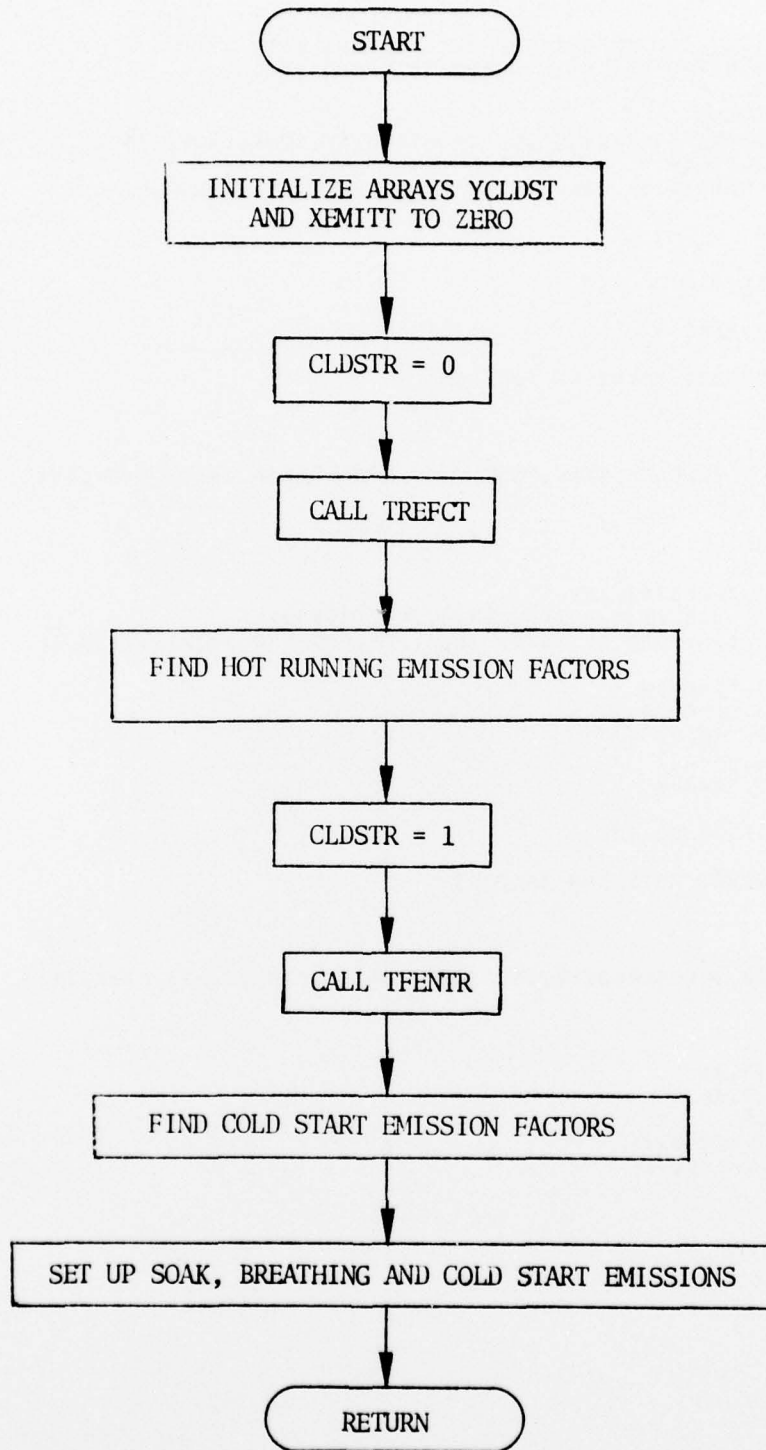 START
INITIALIZE ARRAYS YCLDST
AND XEMITT TO ZERO
CLDSTR = 0
CALL TREFCT
FIND HOT RUNNING EMISSION FACTORS
CLDSTR = 1
CALL TFENTR
FIND COLD START EMISSION FACTORS
SET UP SOAK, BREATHING AND COLD START EMISSIONS
RETURN